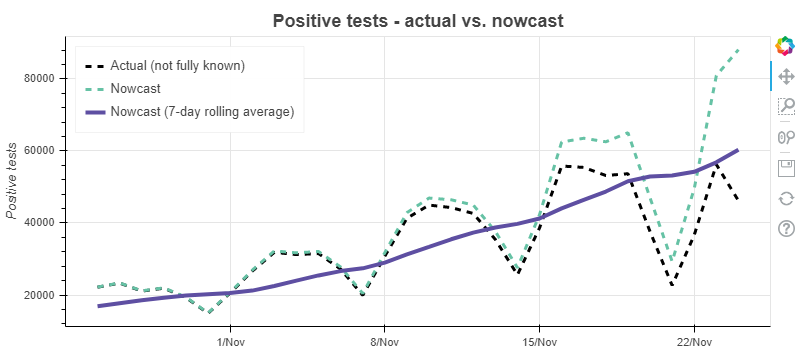 Positive tests - actual vs. nowcast
Actual (not fully known)
Nowcast
Nowcast (7-day rolling average)
Positive tests
80000
60000
40000
20000
1/Nov
8/Nov
15/Nov
22/Nov